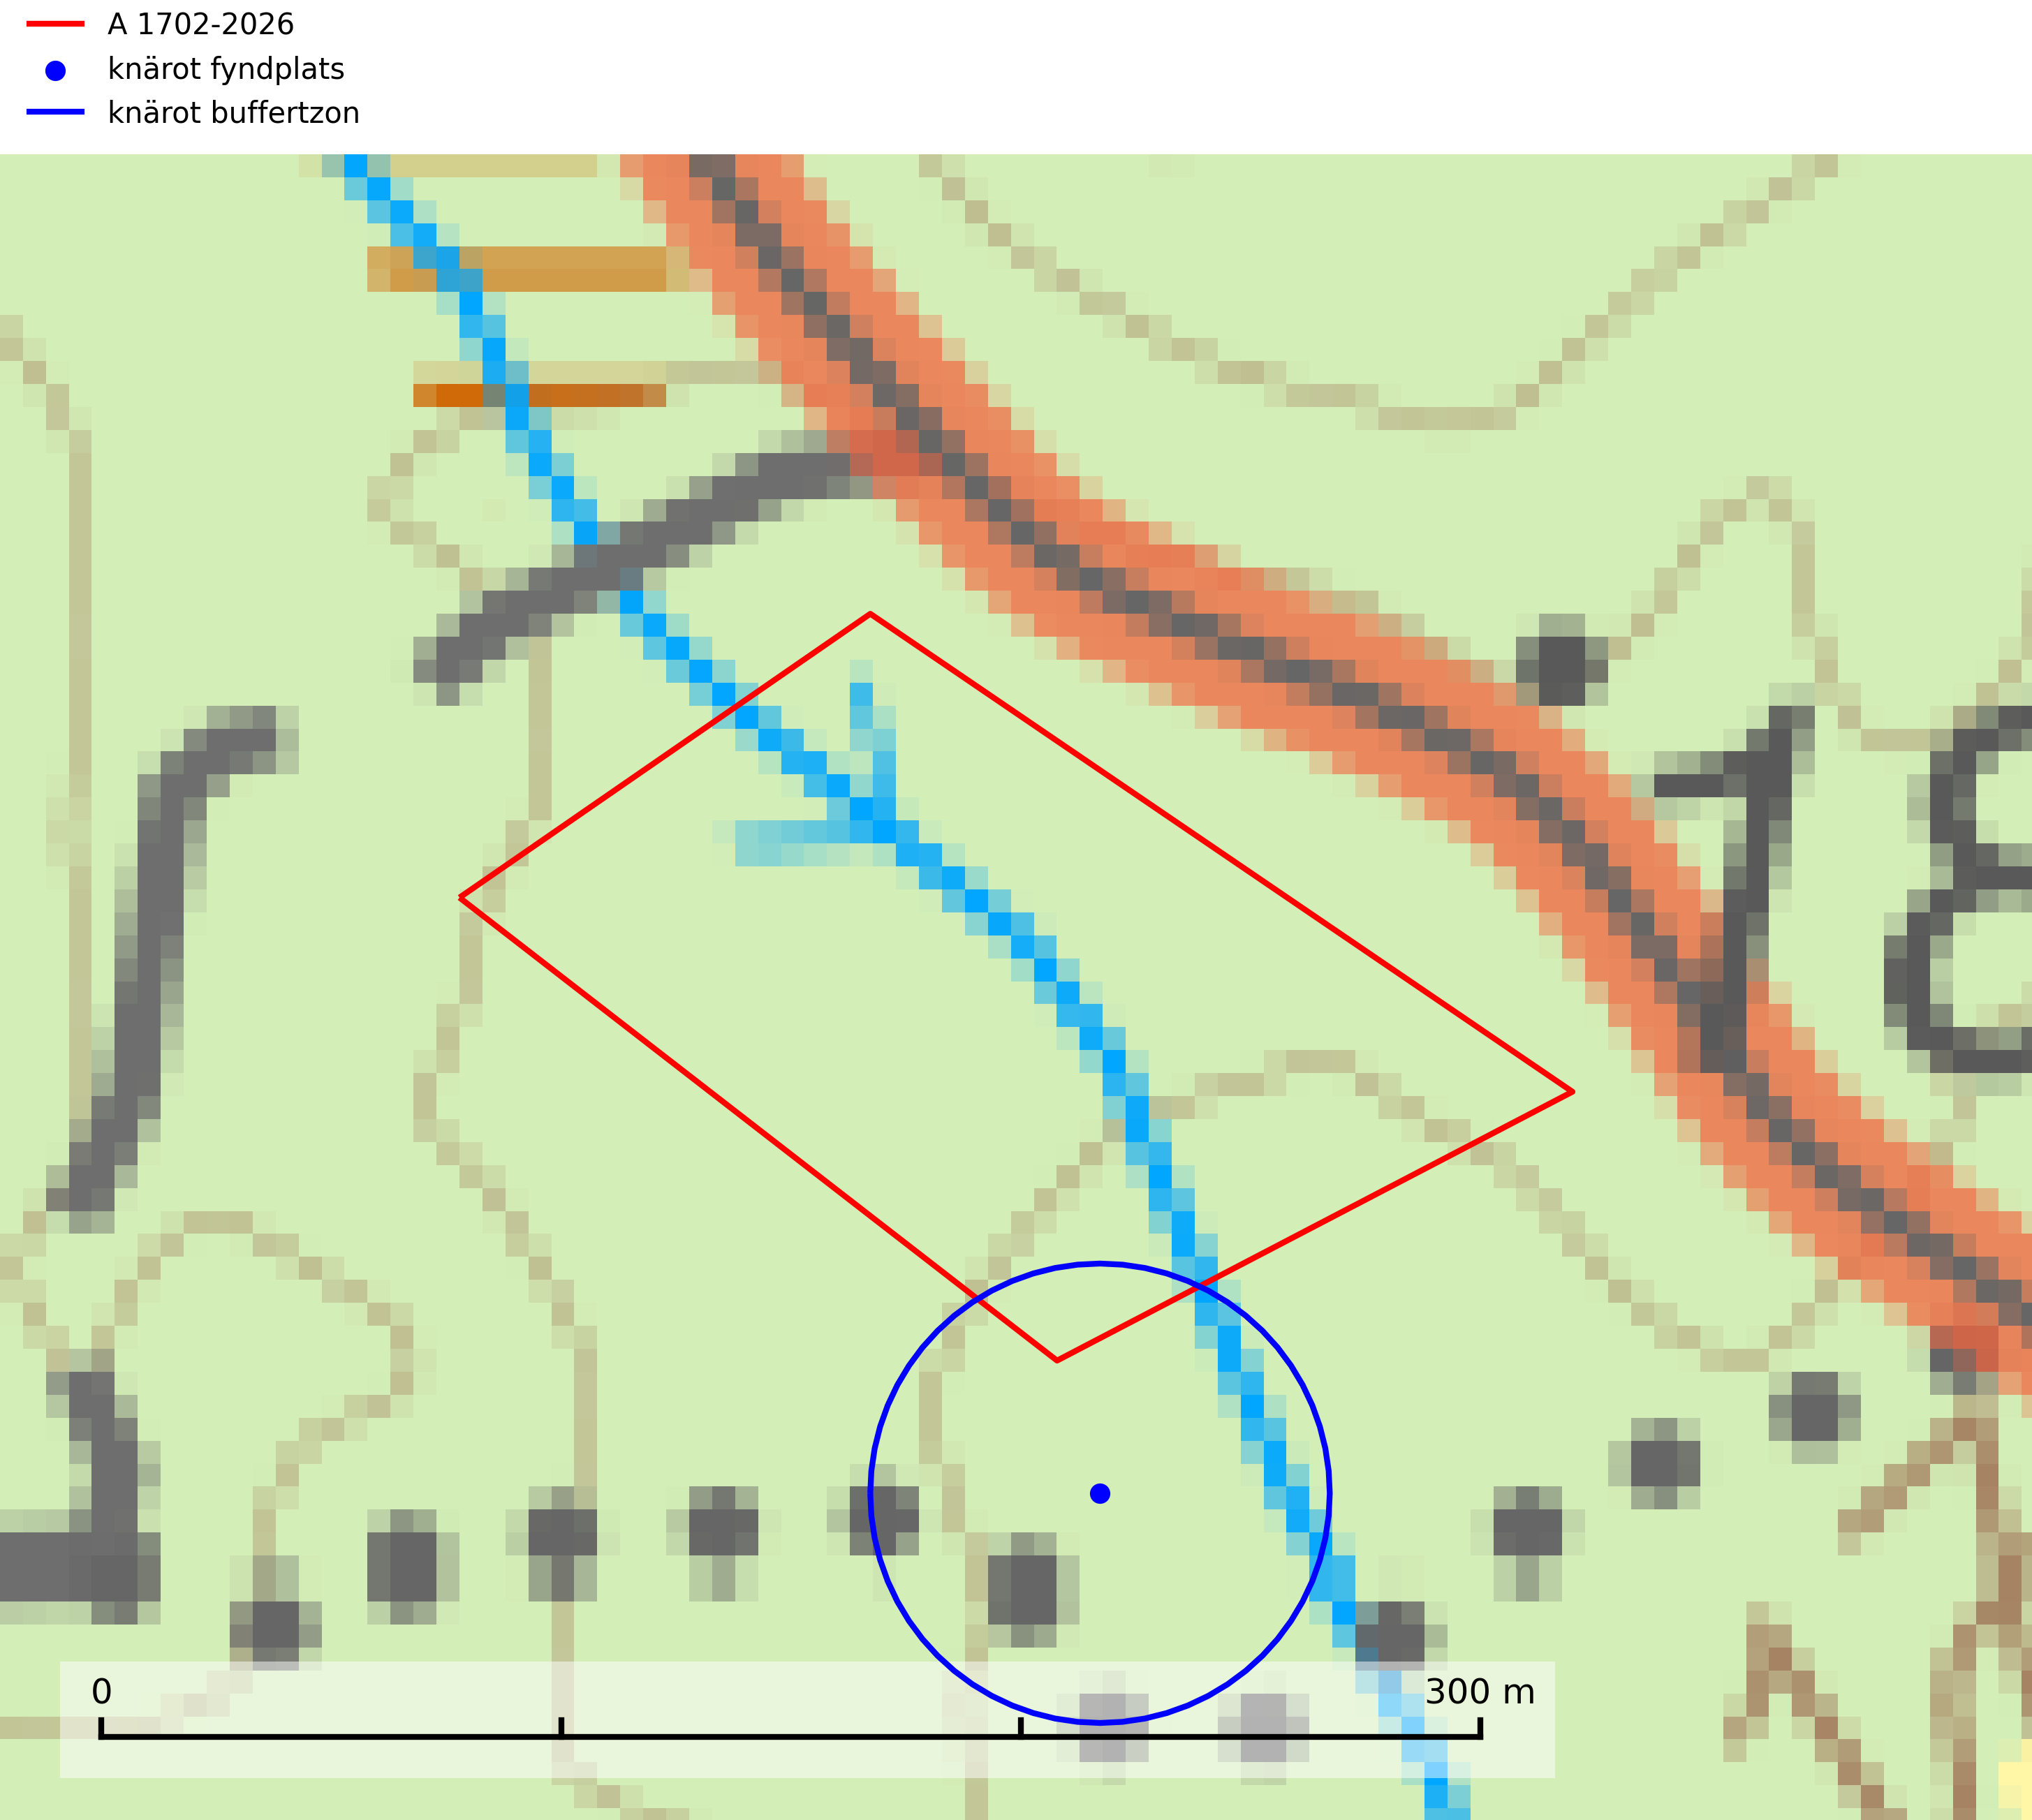 A 1702-2026
knärot fyndplats
knärot buffertzon
0
300 m